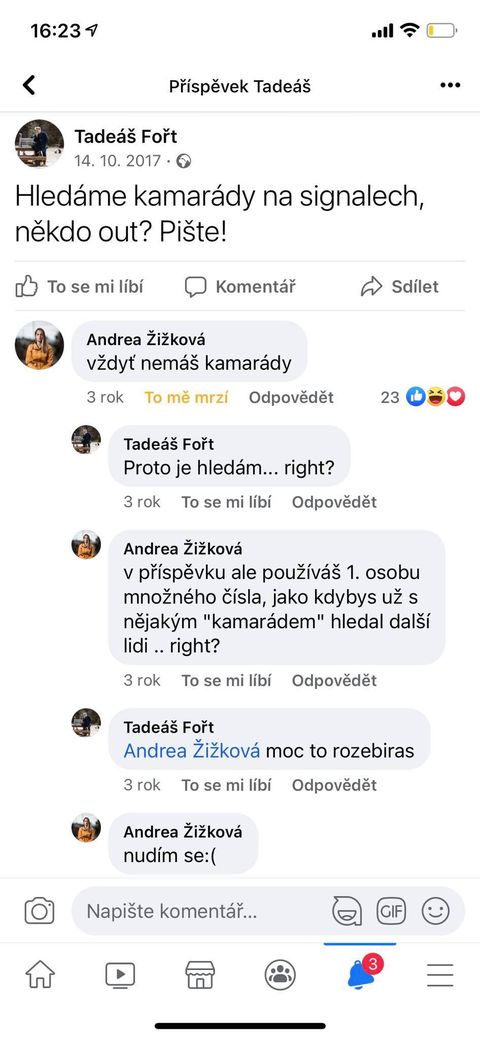 16:23
Příspěvek Tadeáš
Tadeáš Fořt
14. 10. 2017 ·
Hledáme kamarády na signalech,
někdo out? Pište!
To se mi líbí Komentář Sdílet
Andrea Žižková
vždyť nemáš kamarády
3 rok To mě mrzí Odpovědět 23
Tadeáš Fořt
Proto je hledám... right?
3 rok To se mi líbí Odpovědět
Andrea Žižková
v příspěvku ale používáš 1. osobu
množného čísla, jako kdybys už s
nějakým "kamarádem" hledal další
lidi .. right?
3 rok To se mi líbí Odpovědět
Tadeáš Fořt
Andrea Žižková moc to rozebiras
3 rok To se mi líbí Odpovědět
Andrea Žižková
nudím se:(
Napište komentář... GIF
3